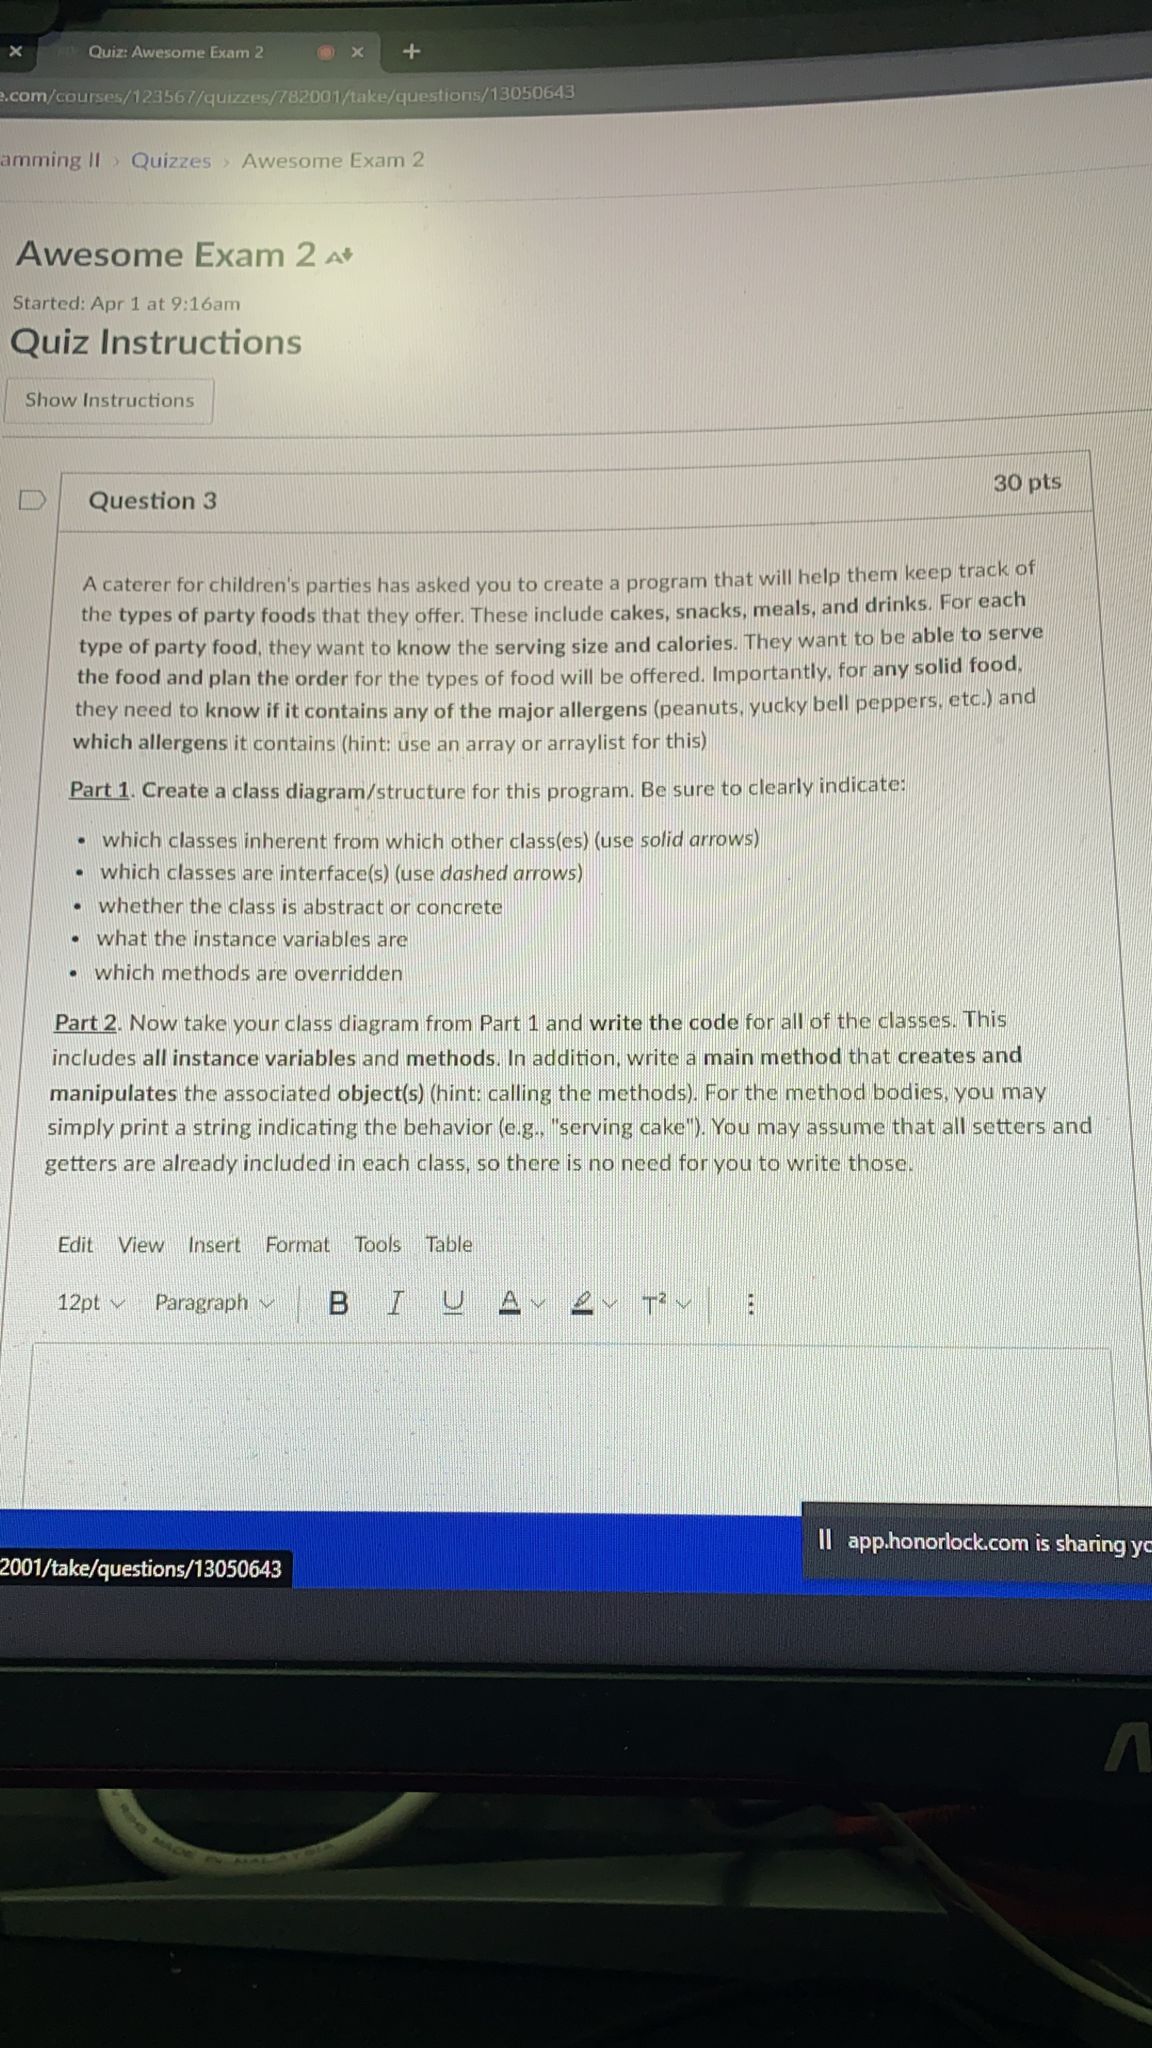 Quiz: Awesome Exam 2
.com/courses/123567/quizzes/782001/take/questions/13050643
amming II > Quizzes > Awesome Exam 2
Awesome Exam 2
Started: Apr 1 at 9:16am
Quiz Instructions
Show Instructions
Question 3
30 pts
A caterer for children's parties has asked you to create a program that will help them keep track of
the types of party foods that they offer. These include cakes, snacks, meals, and drinks. For each
type of party food, they want to know the serving size and calories. They want to be able to serve
the food and plan the order for the types of food will be offered. Importantly, for any solid food,
they need to know if it contains any of the major allergens (peanuts, yucky bell peppers, etc.) and
which allergens it contains (hint: use an array or arraylist for this)
Part 1. Create a class diagram/structure for this program. Be sure to clearly indicate:
• which classes inherent from which other class(es) (use solid arrows)
• which classes are interface(s) (use dashed arrows)
• whether the class is abstract or concrete
• what the instance variables are
• which methods are overridden
Part 2. Now take your class diagram from Part 1 and write the code for all of the classes. This
includes all instance variables and methods. In addition, write a main method that creates and
manipulates the associated object(s) (hint: calling the methods). For the method bodies, you may
simply print a string indicating the behavior (e.g., "serving cake"). You may assume that all setters and
getters are already included in each class, so there is no need for you to write those.
Edit View Insert Format Tools Table
12pt Paragraph B I U A T²
app.honorlock.com is sharing yo
2001/take/questions/13050643